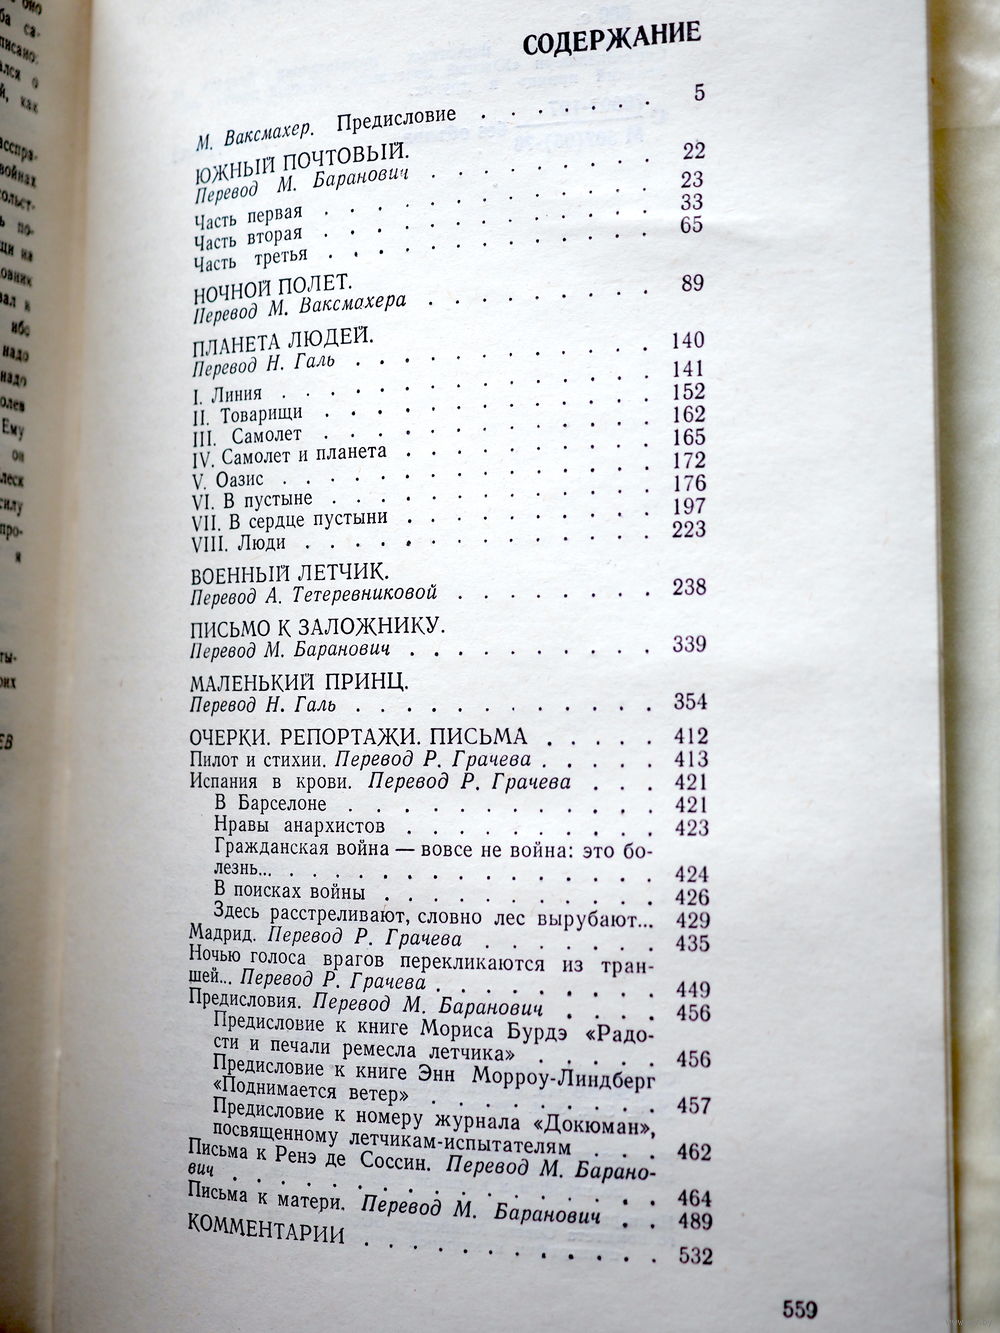 СОДЕРЖАНИЕ
М. Ваксмахер. Предисловие . . . . . . . 5
ЮЖНЫЙ ПОЧТОВЫЙ.
Перевод М. Баранович . . . . . . . . 22
Часть первая . . . . . . . . . . . . 23
Часть вторая . . . . . . . . . . . . 33
Часть третья . . . . . . . . . . . . 65
НОЧНОЙ ПОЛЕТ.
Перевод М. Ваксмахера . . . . . . . . 89
ПЛАНЕТА ЛЮДЕЙ.
Перевод Н. Галь . . . . . . . . . . . 140
I. Линия . . . . . . . . . . . . . . 141
II. Товарищи . . . . . . . . . . . . 152
III. Самолет . . . . . . . . . . . . 162
IV. Самолет и планета . . . . . . . . 165
V. Оазис . . . . . . . . . . . . . . 172
VI. В пустыне . . . . . . . . . . . . 176
VII. В сердце пустыни . . . . . . . . 197
VIII. Люди . . . . . . . . . . . . . 223
ВОЕННЫЙ ЛЕТЧИК.
Перевод А. Тетеревниковой . . . . . . . 238
ПИСЬМО К ЗАЛОЖНИКУ.
Перевод М. Баранович . . . . . . . . 339
МАЛЕНЬКИЙ ПРИНЦ.
Перевод Н. Галь . . . . . . . . . . . 354
ОЧЕРКИ. РЕПОРТАЖИ. ПИСЬМА . . . . . 412
Пилот и стихии. Перевод Р. Грачева . . . . . 413
Испания в крови. Перевод Р. Грачева . . . 421
В Барселоне . . . . . . . . . . . 421
Нравы анархистов . . . . . . . . . 423
Гражданская война — вовсе не война: это бо-
лезнь... . . . . . . . . . . . . . . 424
В поисках войны . . . . . . . . . . 426
Здесь расстреливают, словно лес вырубают... 429
Мадрид. Перевод Р. Грачева . . . . . . . 435
Ночью голоса врагов перекликаются из тран-
шей... Перевод Р. Грачева . . . . . . . . 449
Предисловия. Перевод М. Баранович . . . . 456
Предисловие к книге Мориса Бурдэ «Радо-
сти и печали ремесла летчика» . . . . . 456
Предисловие к книге Энн Морроу-Линдберг
«Поднимается ветер» . . . . . . . . . 457
Предисловие к номеру журнала «Докюман»,
посвященному летчикам-испытателям . . . 462
Письма к Ренэ де Соссин. Перевод М. Барано-
вич . . . . . . . . . . . . . . . . 464
Письма к матери. Перевод М. Баранович . . 489
КОММЕНТАРИИ . . . . . . . . . . . . 532
559